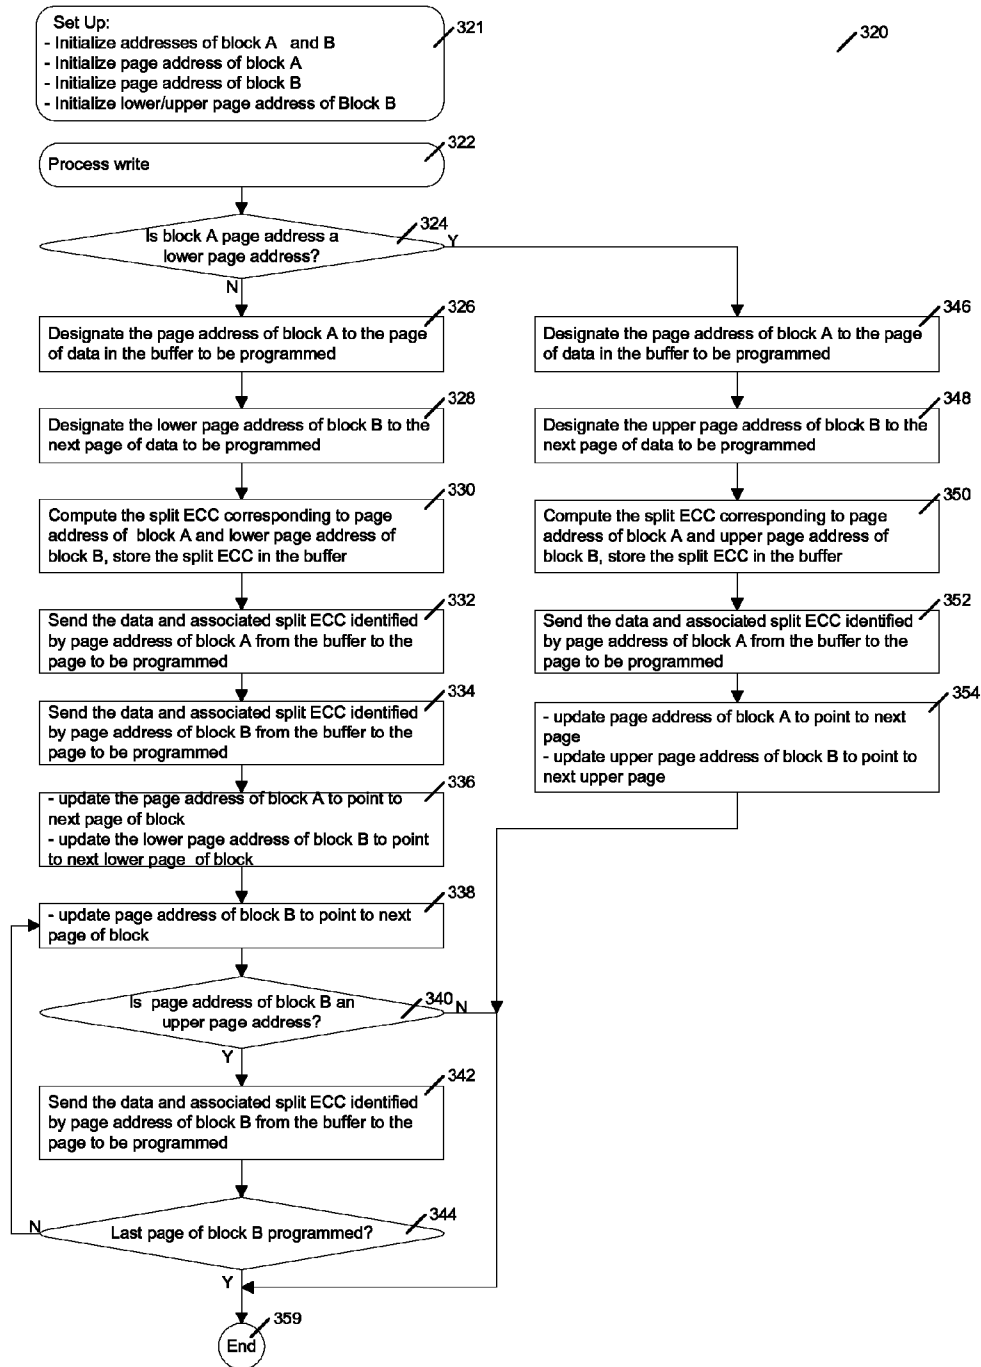 Set Up:
- Initialize addresses of block A and B
- Initialize page address of block A
- Initialize page address of block B
- Initialize lower/upper page address of Block B
321
320
322
Process write
324
Is block A page address a
lower page address?
Y
N
326
Designate the page address of block A to the page
of data in the buffer to be programmed
346
Designate the page address of block A to the page
of data in the buffer to be programmed
328
Designate the lower page address of block B to the
next page of data to be programmed
348
Designate the upper page address of block B to the
next page of data to be programmed
330
Compute the split ECC corresponding to page
address of block A and lower page address of
block B, store the split ECC in the buffer
350
Compute the split ECC corresponding to page
address of block A and upper page address of
block B, store the split ECC in the buffer
332
Send the data and associated split ECC identified
by page address of block A from the buffer to the
page to be programmed
352
Send the data and associated split ECC identified
by page address of block A from the buffer to the
page to be programmed
334
Send the data and associated split ECC identified
by page address of block B from the buffer to the
page to be programmed
354
- update page address of block A to point to next
page
- update upper page address of block B to point to
next upper page
336
- update the page address of block A to point to
next page of block
- update the lower page address of block B to point
to next lower page of block
338
- update page address of block B to point to next
page of block
340
Is page address of block B an
upper page address?
N
Y
342
Send the data and associated split ECC identified
by page address of block B from the buffer to the
page to be programmed
344
N
Last page of block B programmed?
Y
359
End